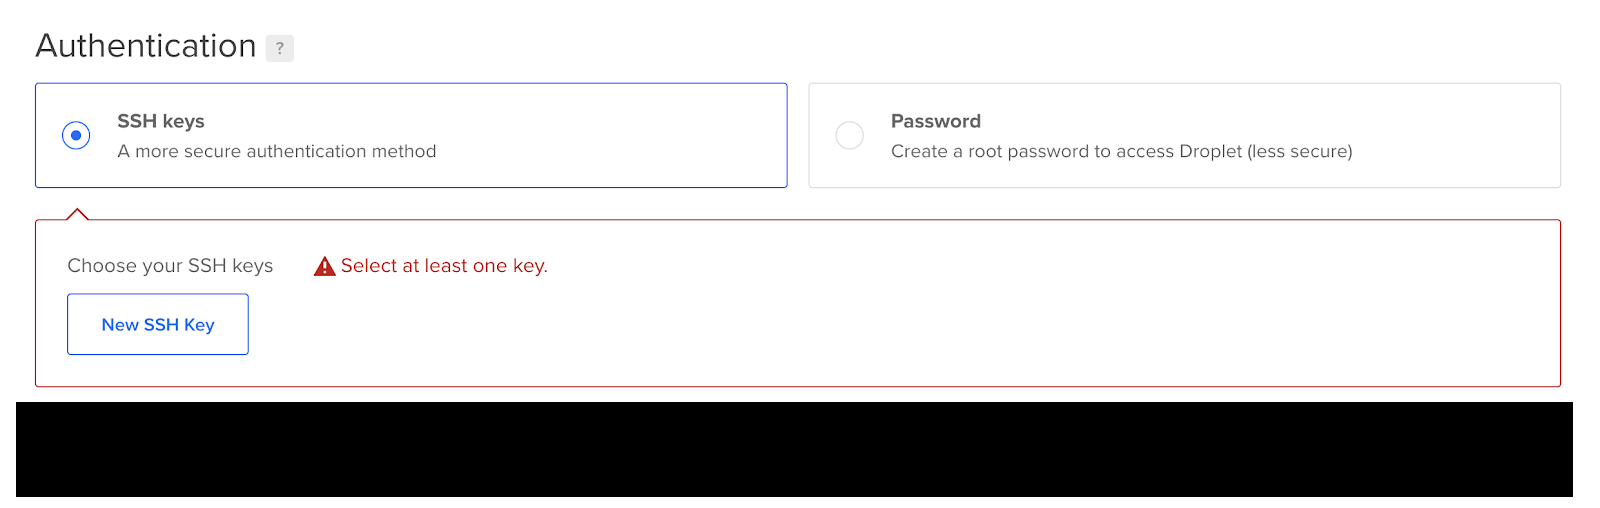 Authentication ?
SSH keys
A more secure authentication method
Password
Create a root password to access Droplet (less secure)
Choose your SSH keys
Select at least one key.
New SSH Key